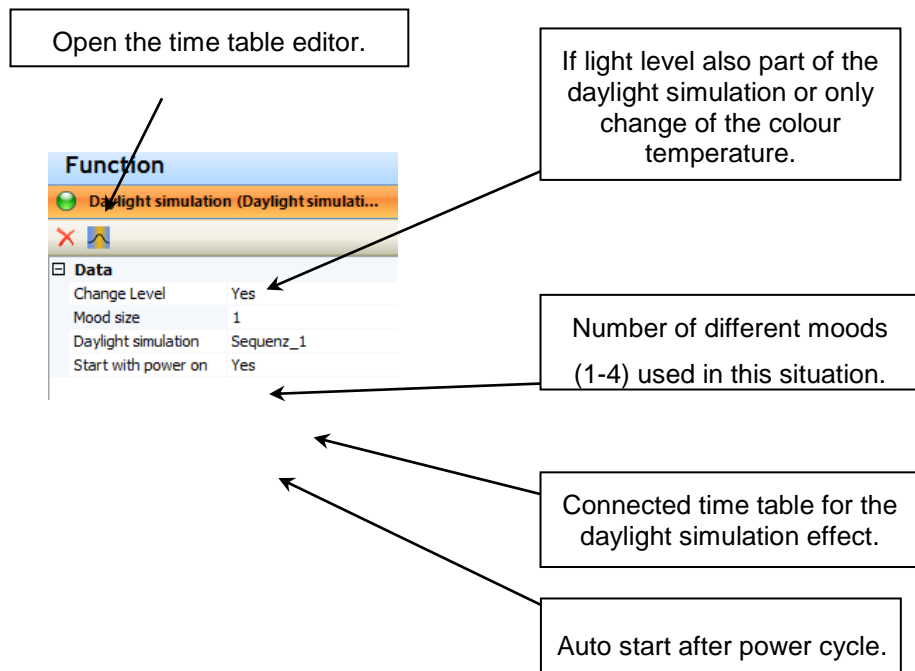 Open the time table editor.
If light level also part of the
daylight simulation or only
change of the colour
temperature.
Function
Daylight simulation (Daylight simulati...
Data
Change Level Yes
Mood size 1
Daylight simulation Sequenz_1
Start with power on Yes
Number of different moods
(1-4) used in this situation.
Connected time table for the
daylight simulation effect.
Auto start after power cycle.